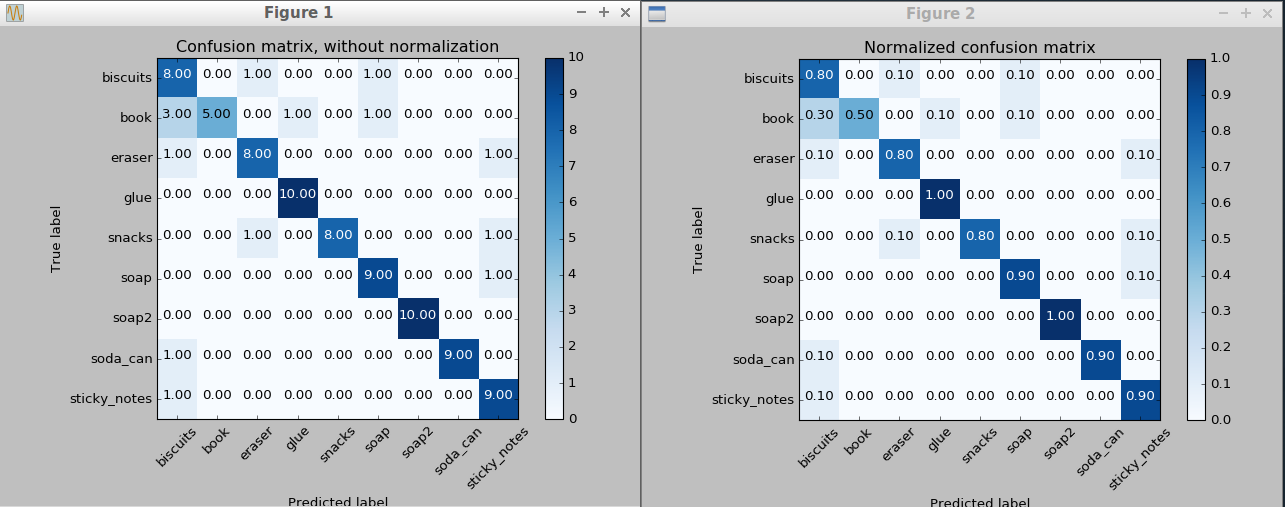 Figure 1
Confusion matrix, without normalization
biscuits 8.00 0.00 1.00 0.00 0.00 1.00 0.00 0.00 0.00
book 3.00 5.00 0.00 1.00 0.00 1.00 0.00 0.00 0.00
eraser 1.00 0.00 8.00 0.00 0.00 0.00 0.00 0.00 1.00
glue 0.00 0.00 0.00 10.00 0.00 0.00 0.00 0.00 0.00
snacks 0.00 0.00 1.00 0.00 8.00 0.00 0.00 0.00 1.00
soap 0.00 0.00 0.00 0.00 0.00 9.00 0.00 0.00 1.00
soap2 0.00 0.00 0.00 0.00 0.00 0.00 10.00 0.00 0.00
soda_can 1.00 0.00 0.00 0.00 0.00 0.00 0.00 9.00 0.00
sticky_notes 1.00 0.00 0.00 0.00 0.00 0.00 0.00 0.00 9.00
True label
biscuits book eraser glue snacks soap soap2 soda_can sticky_notes
Predicted label
10
9
8
7
6
5
4
3
2
1
0
Figure 2
Normalized confusion matrix
biscuits 0.80 0.00 0.10 0.00 0.00 0.10 0.00 0.00 0.00
book 0.30 0.50 0.00 0.10 0.00 0.10 0.00 0.00 0.00
eraser 0.10 0.00 0.80 0.00 0.00 0.00 0.00 0.00 0.10
glue 0.00 0.00 0.00 1.00 0.00 0.00 0.00 0.00 0.00
snacks 0.00 0.00 0.10 0.00 0.80 0.00 0.00 0.00 0.10
soap 0.00 0.00 0.00 0.00 0.00 0.90 0.00 0.00 0.10
soap2 0.00 0.00 0.00 0.00 0.00 0.00 1.00 0.00 0.00
soda_can 0.10 0.00 0.00 0.00 0.00 0.00 0.00 0.90 0.00
sticky_notes 0.10 0.00 0.00 0.00 0.00 0.00 0.00 0.00 0.90
True label
biscuits book eraser glue snacks soap soap2 soda_can sticky_notes
Predicted label
1.0
0.9
0.8
0.7
0.6
0.5
0.4
0.3
0.2
0.1
0.0